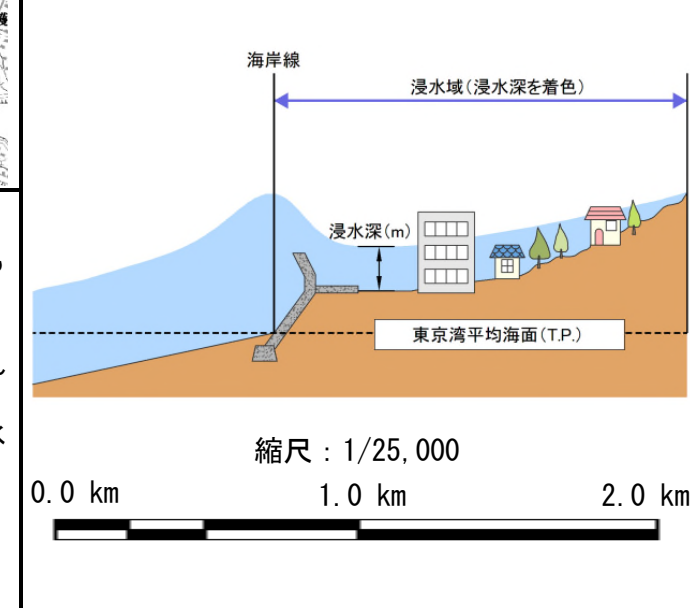 海岸線
浸水域(浸水深を着色)
浸水深(m)
東京湾平均海面(T.P.)
縮尺：1/25,000
0.0 km 1.0 km 2.0 km